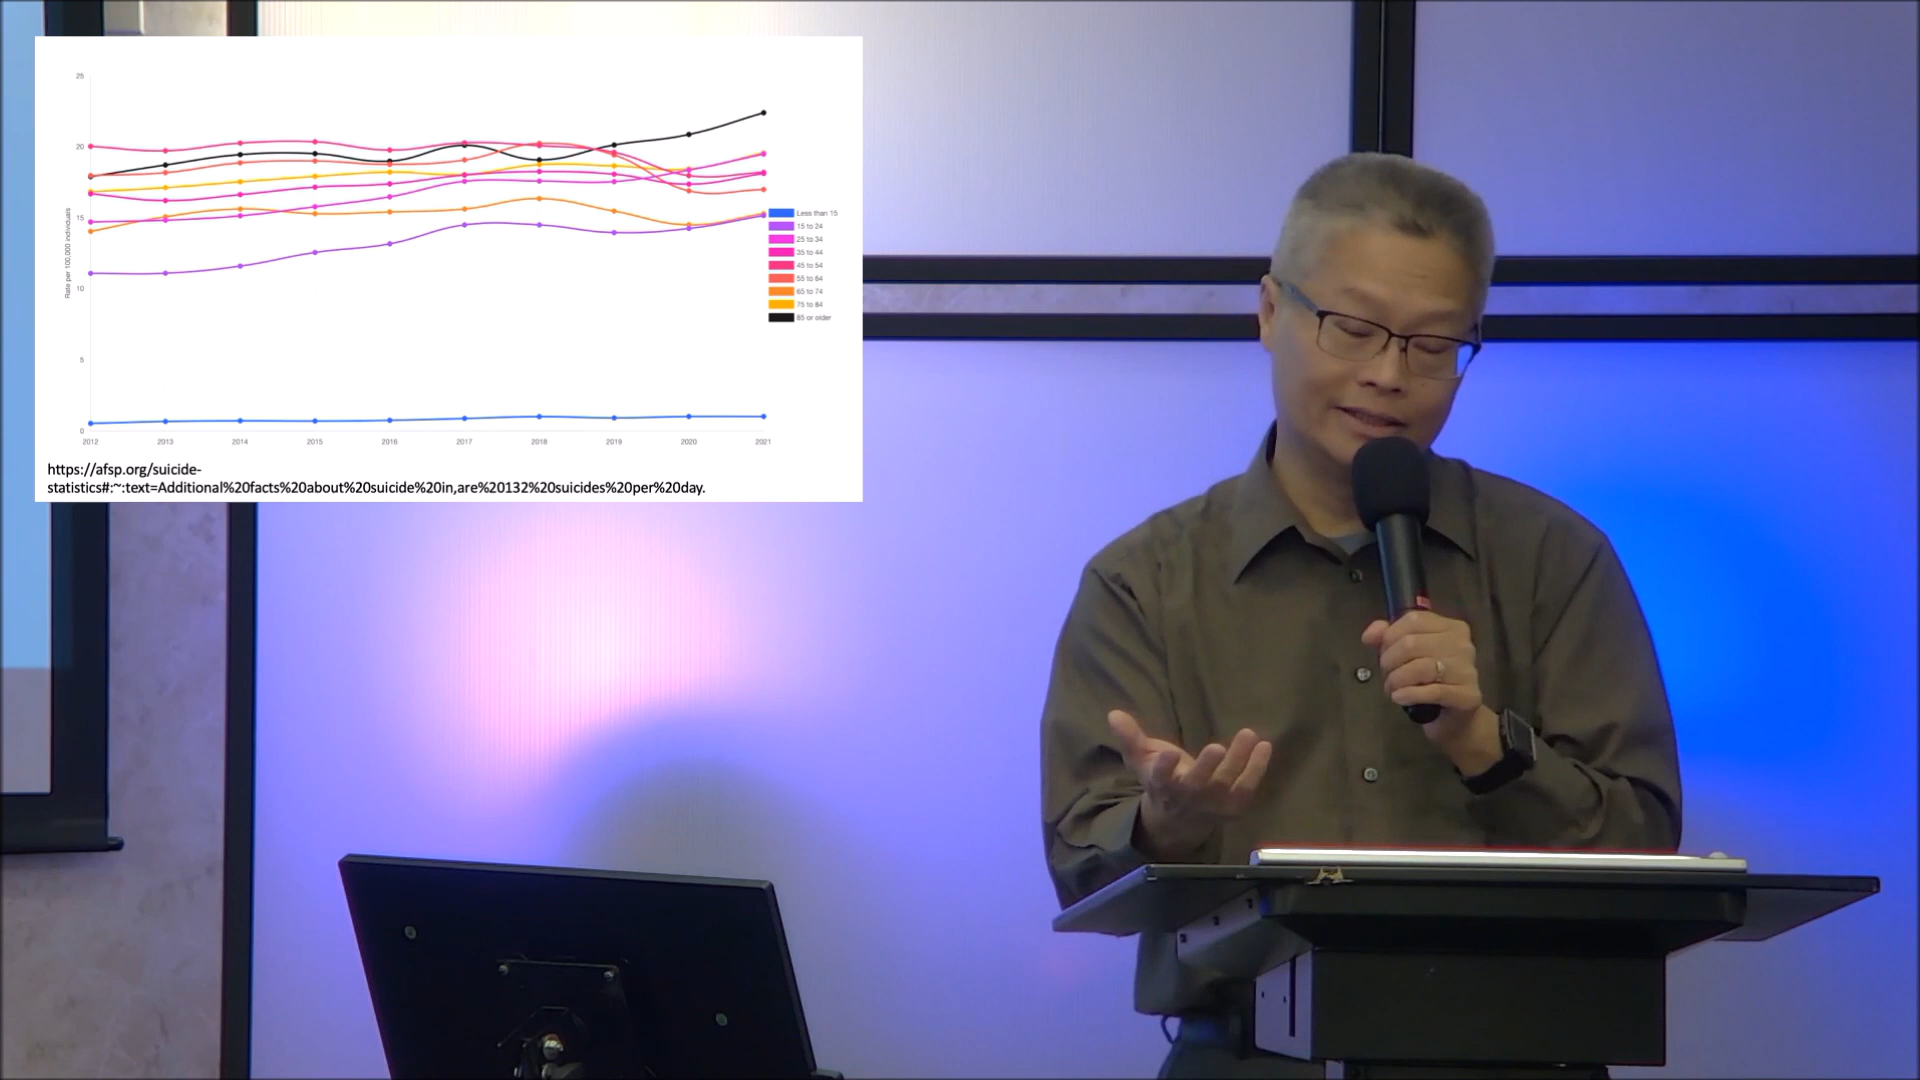 25
20
15
10
5
0
Rate per 100,000 individuals
2012 2013 2014 2015 2016 2017 2018 2019 2020 2021
Less than 15
15 to 24
25 to 34
35 to 44
45 to 54
55 to 64
65 to 74
75 to 84
85 or older
https://afsp.org/suicide-
statistics#:~:text=Additional%20facts%20about%20suicide%20in,are%20132%20suicides%20per%20day.